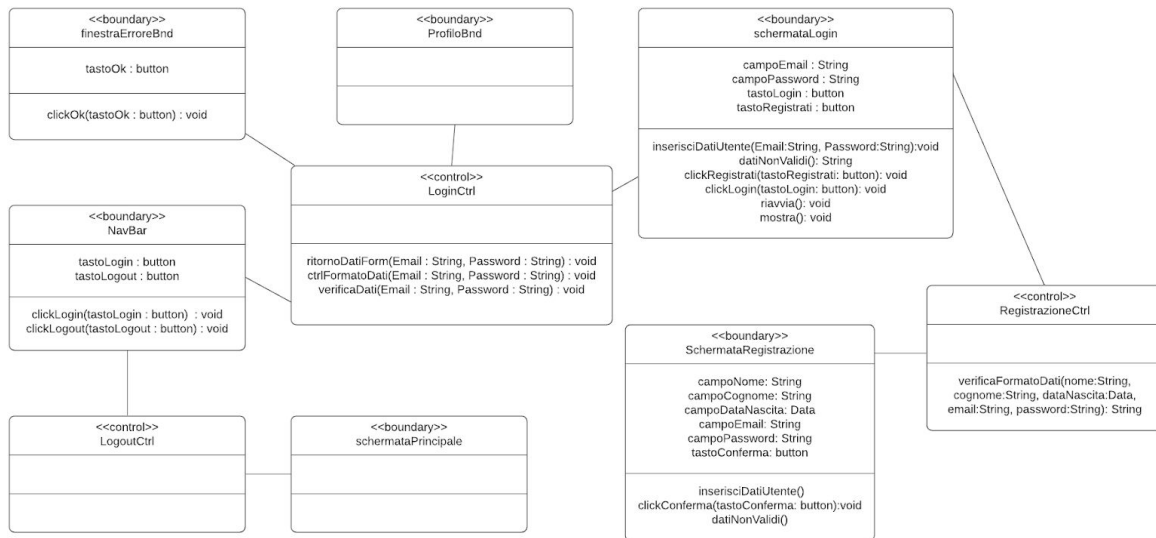 <<boundary>>
finestraErroreBnd
tastoOk : button
clickOk(tastoOk : button) : void
<<boundary>>
ProfiloBnd
<<boundary>>
schermataLogin
campoEmail : String
campoPassword : String
tastoLogin : button
tastoRegistrati : button
inserisciDatiUtente(Email:String, Password:String):void
datiNonValidi(): String
clickRegistrati(tastoRegistrati: button): void
clickLogin(tastoLogin: button): void
riavvia(): void
mostra(): void
<<control>>
LoginCtrl
ritornoDatiForm(Email : String, Password : String) : void
ctrlFormatoDati(Email : String, Password : String) : void
verificaDati(Email : String, Password : String) : void
<<boundary>>
NavBar
tastoLogin : button
tastoLogout : button
clickLogin(tastoLogin : button) : void
clickLogout(tastoLogout : button) : void
<<control>>
RegistrazioneCtrl
verificaFormatoDati(nome:String,
cognome:String, dataNascita:Data,
email:String, password:String): String
<<boundary>>
SchermataRegistrazione
campoNome: String
campoCognome: String
campoDataNascita: Data
campoEmail: String
campoPassword: String
tastoConferma: button
inserisciDatiUtente()
clickConferma(tastoConferma: button):void
datiNonValidi()
<<control>>
LogoutCtrl
<<boundary>>
schermataPrincipale